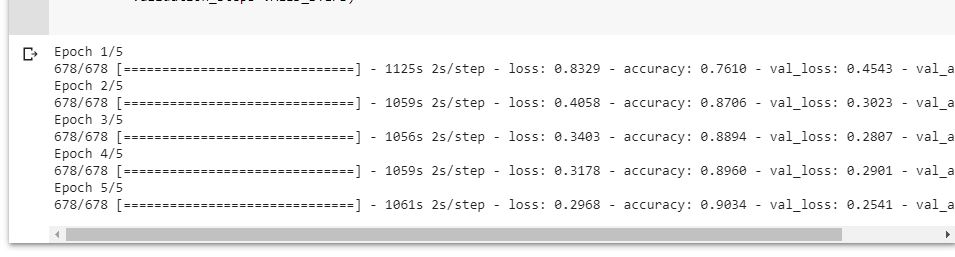 Epoch 1/5
678/678 [==============================] - 1125s 2s/step - loss: 0.8329 - accuracy: 0.7610 - val_loss: 0.4543 - val_a
Epoch 2/5
678/678 [==============================] - 1059s 2s/step - loss: 0.4058 - accuracy: 0.8706 - val_loss: 0.3023 - val_a
Epoch 3/5
678/678 [==============================] - 1056s 2s/step - loss: 0.3403 - accuracy: 0.8894 - val_loss: 0.2807 - val_a
Epoch 4/5
678/678 [==============================] - 1059s 2s/step - loss: 0.3178 - accuracy: 0.8960 - val_loss: 0.2901 - val_a
Epoch 5/5
678/678 [==============================] - 1061s 2s/step - loss: 0.2968 - accuracy: 0.9034 - val_loss: 0.2541 - val_a